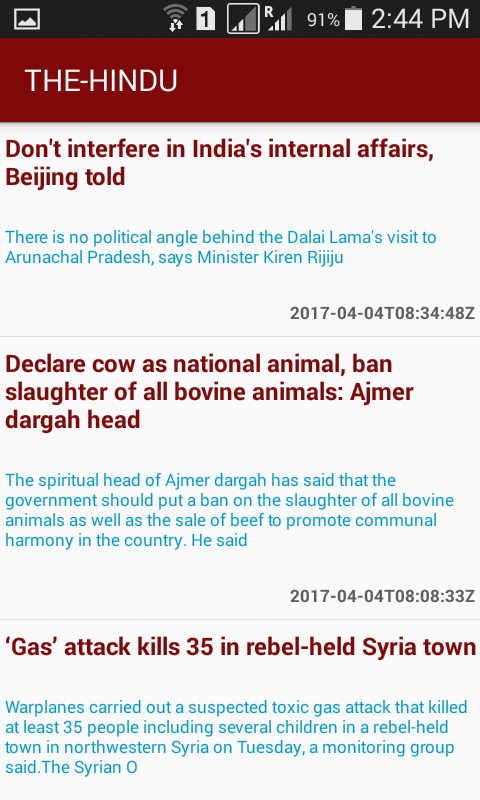 1 R 91% 2:44 PM
THE-HINDU
Don't interfere in India's internal affairs,
Beijing told
There is no political angle behind the Dalai Lama's visit to
Arunachal Pradesh, says Minister Kiren Rijiju
2017-04-04T08:34:48Z
Declare cow as national animal, ban
slaughter of all bovine animals: Ajmer
dargah head
The spiritual head of Ajmer dargah has said that the
government should put a ban on the slaughter of all bovine
animals as well as the sale of beef to promote communal
harmony in the country. He said
2017-04-04T08:08:33Z
‘Gas’ attack kills 35 in rebel-held Syria town
Warplanes carried out a suspected toxic gas attack that killed
at least 35 people including several children in a rebel-held
town in northwestern Syria on Tuesday, a monitoring group
said.The Syrian O